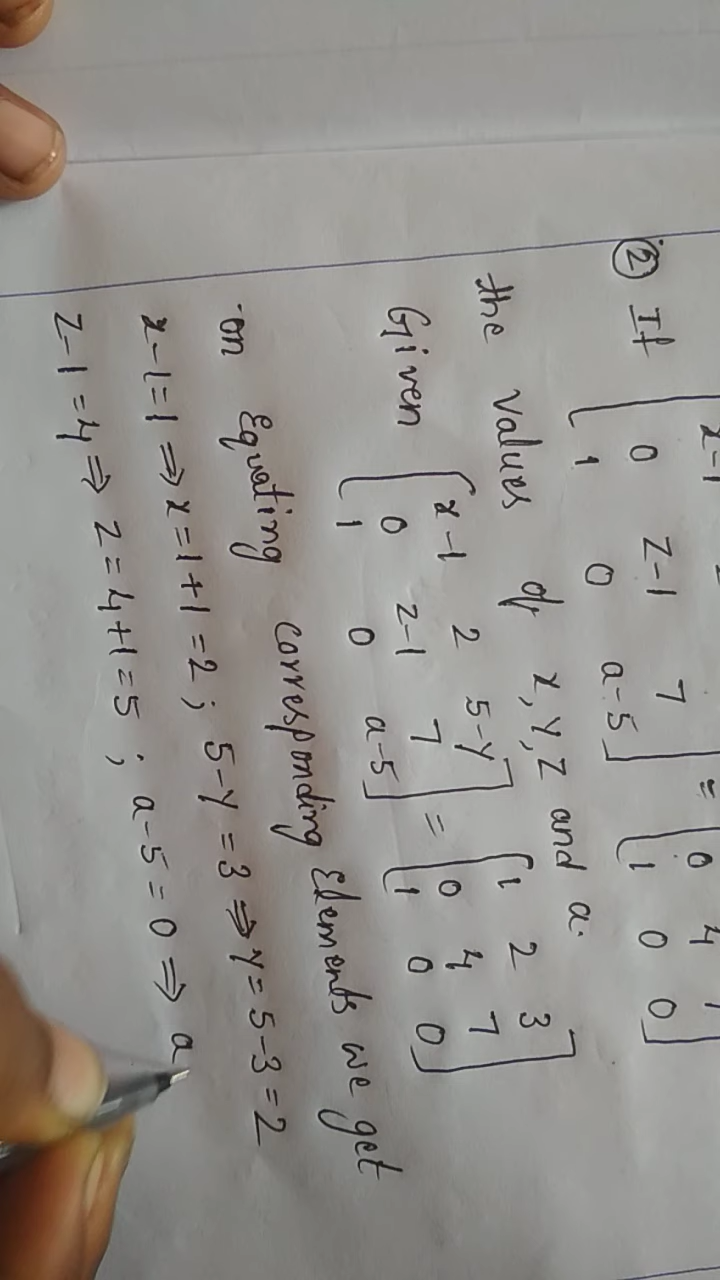 ② If [ x-1
0 z-1 7 = 0 4 7
1 0 a-5 ] [ 1 0 0 ]
the values of x, y, z and a.
Given [ x-1 2 5-y ] = [ 1 2 3 ]
0 z-1 7 0 4 7
1 0 a-5 1 0 0
on Equating corresponding Elements we get
x-1=1 ⇒ x=1+1=2; 5-y=3 ⇒ y=5-3=2
z-1=4 ⇒ z=4+1=5; a-5=0 ⇒ a